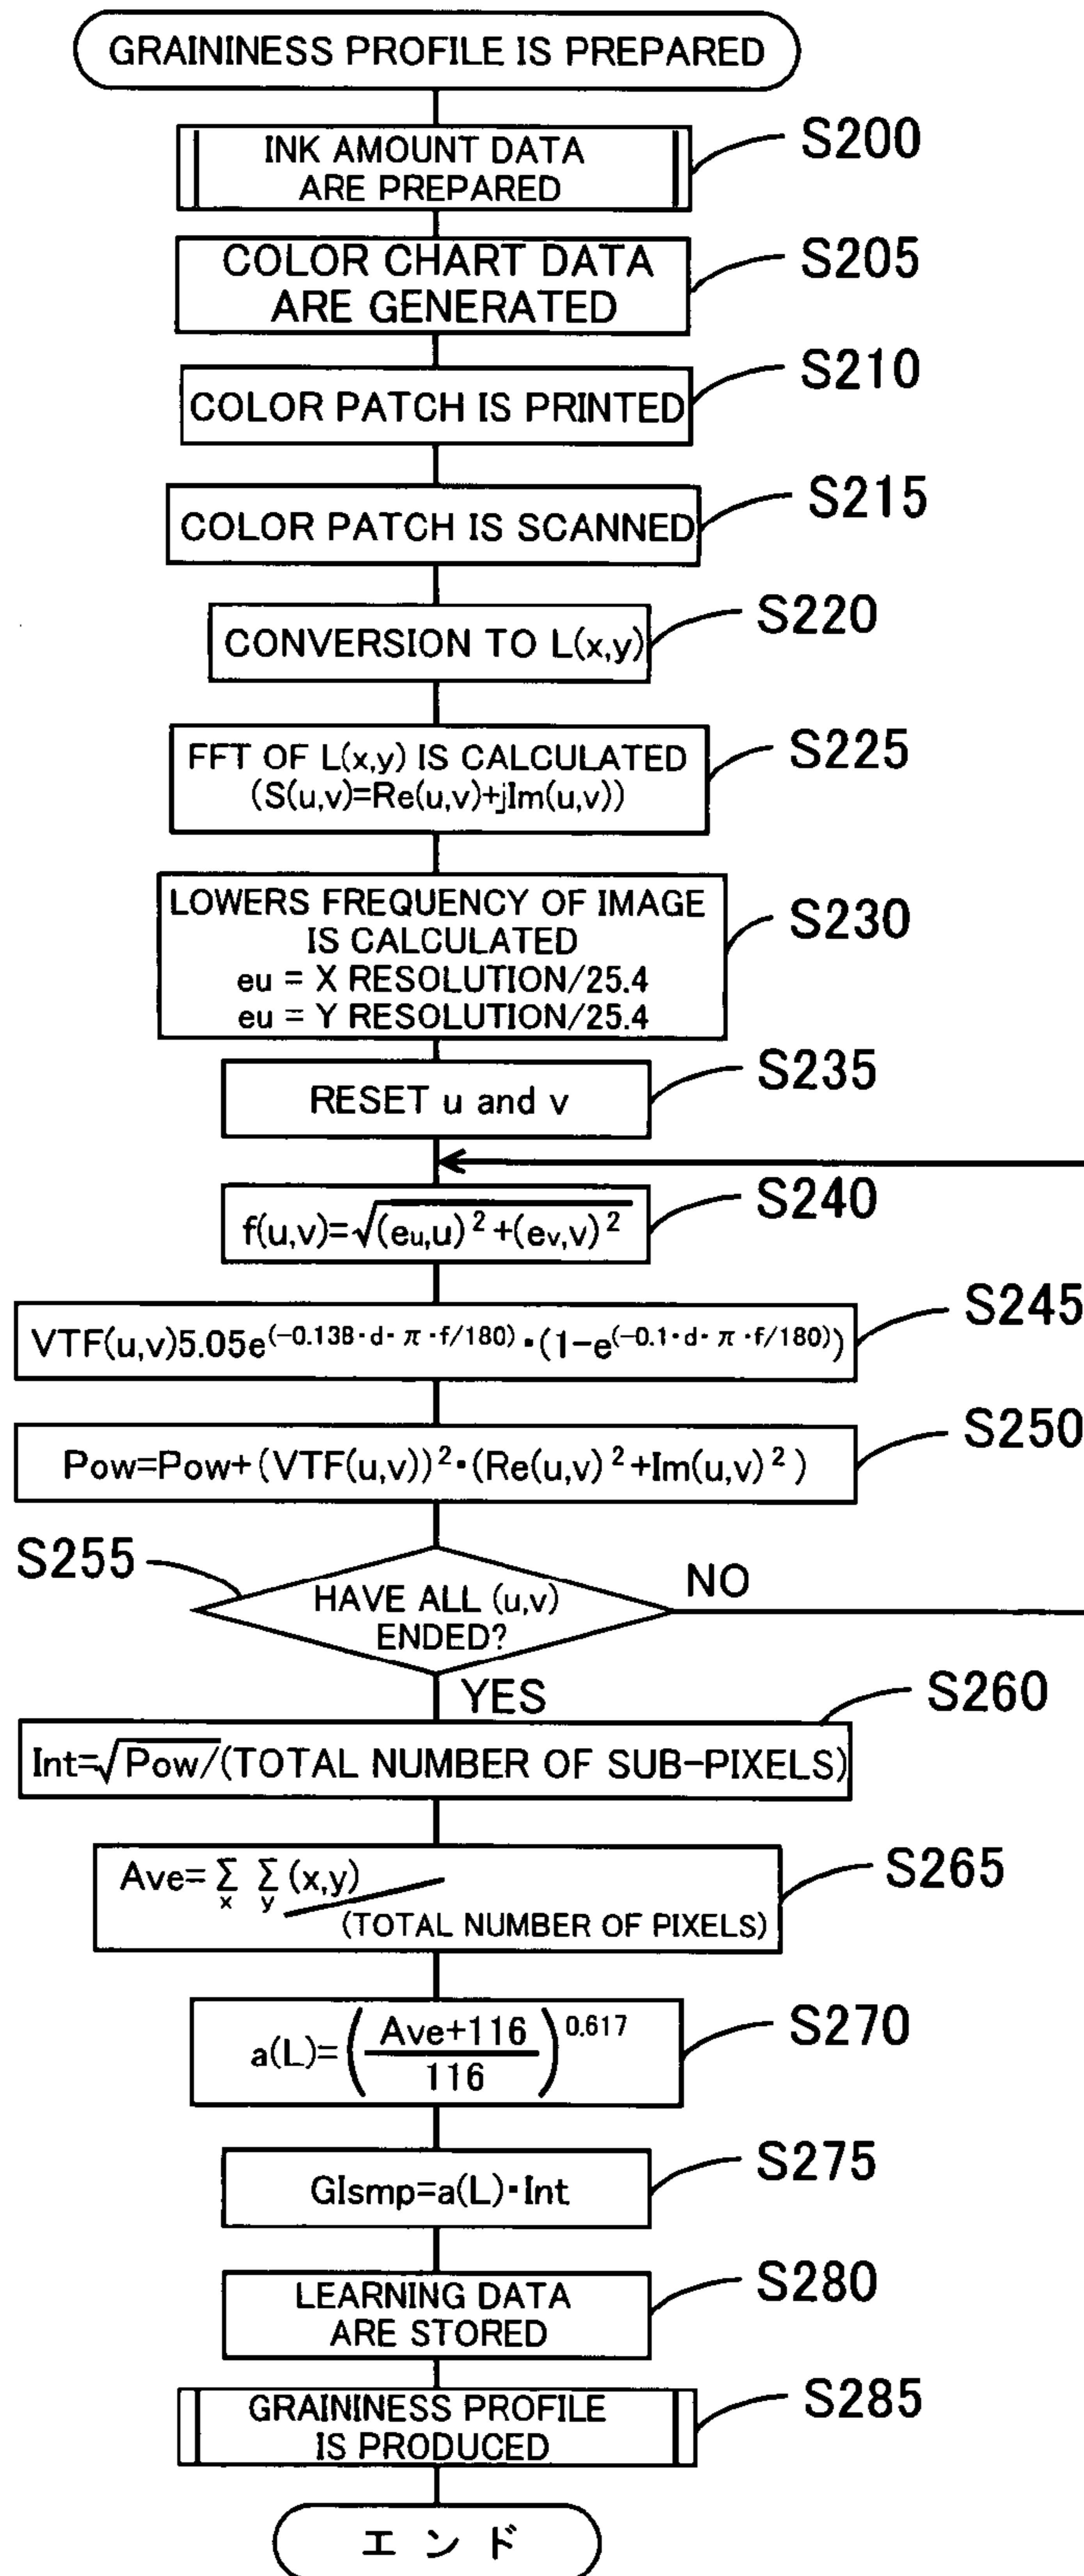 GRAININESS PROFILE IS PREPARED
INK AMOUNT DATA
ARE PREPARED
S200
COLOR CHART DATA
ARE GENERATED
S205
COLOR PATCH IS PRINTED
S210
COLOR PATCH IS SCANNED
S215
CONVERSION TO L(x,y)
S220
FFT OF L(x,y) IS CALCULATED
(S(u,v)=Re(u,v)+jIm(u,v))
S225
LOWERS FREQUENCY OF IMAGE
IS CALCULATED
eu = X RESOLUTION/25.4
eu = Y RESOLUTION/25.4
S230
RESET u and v
S235
f(u,v)=√(eu,u)²+(ev,v)²
S240
VTF(u,v)5.05e^(-0.138·d·π·f/180)·(1-e^(-0.1·d·π·f/180))
S245
Pow=Pow+(VTF(u,v))²·(Re(u,v)²+Im(u,v)²)
S250
S255
HAVE ALL (u,v)
ENDED?
NO
YES
Int=√Pow/(TOTAL NUMBER OF SUB-PIXELS)
S260
Ave=Σx Σy (x,y)/(TOTAL NUMBER OF PIXELS)
S265
a(L)=((Ave+116)/116)^0.617
S270
GIsmp=a(L)·Int
S275
LEARNING DATA
ARE STORED
S280
GRAININESS PROFILE
IS PRODUCED
S285
エンド